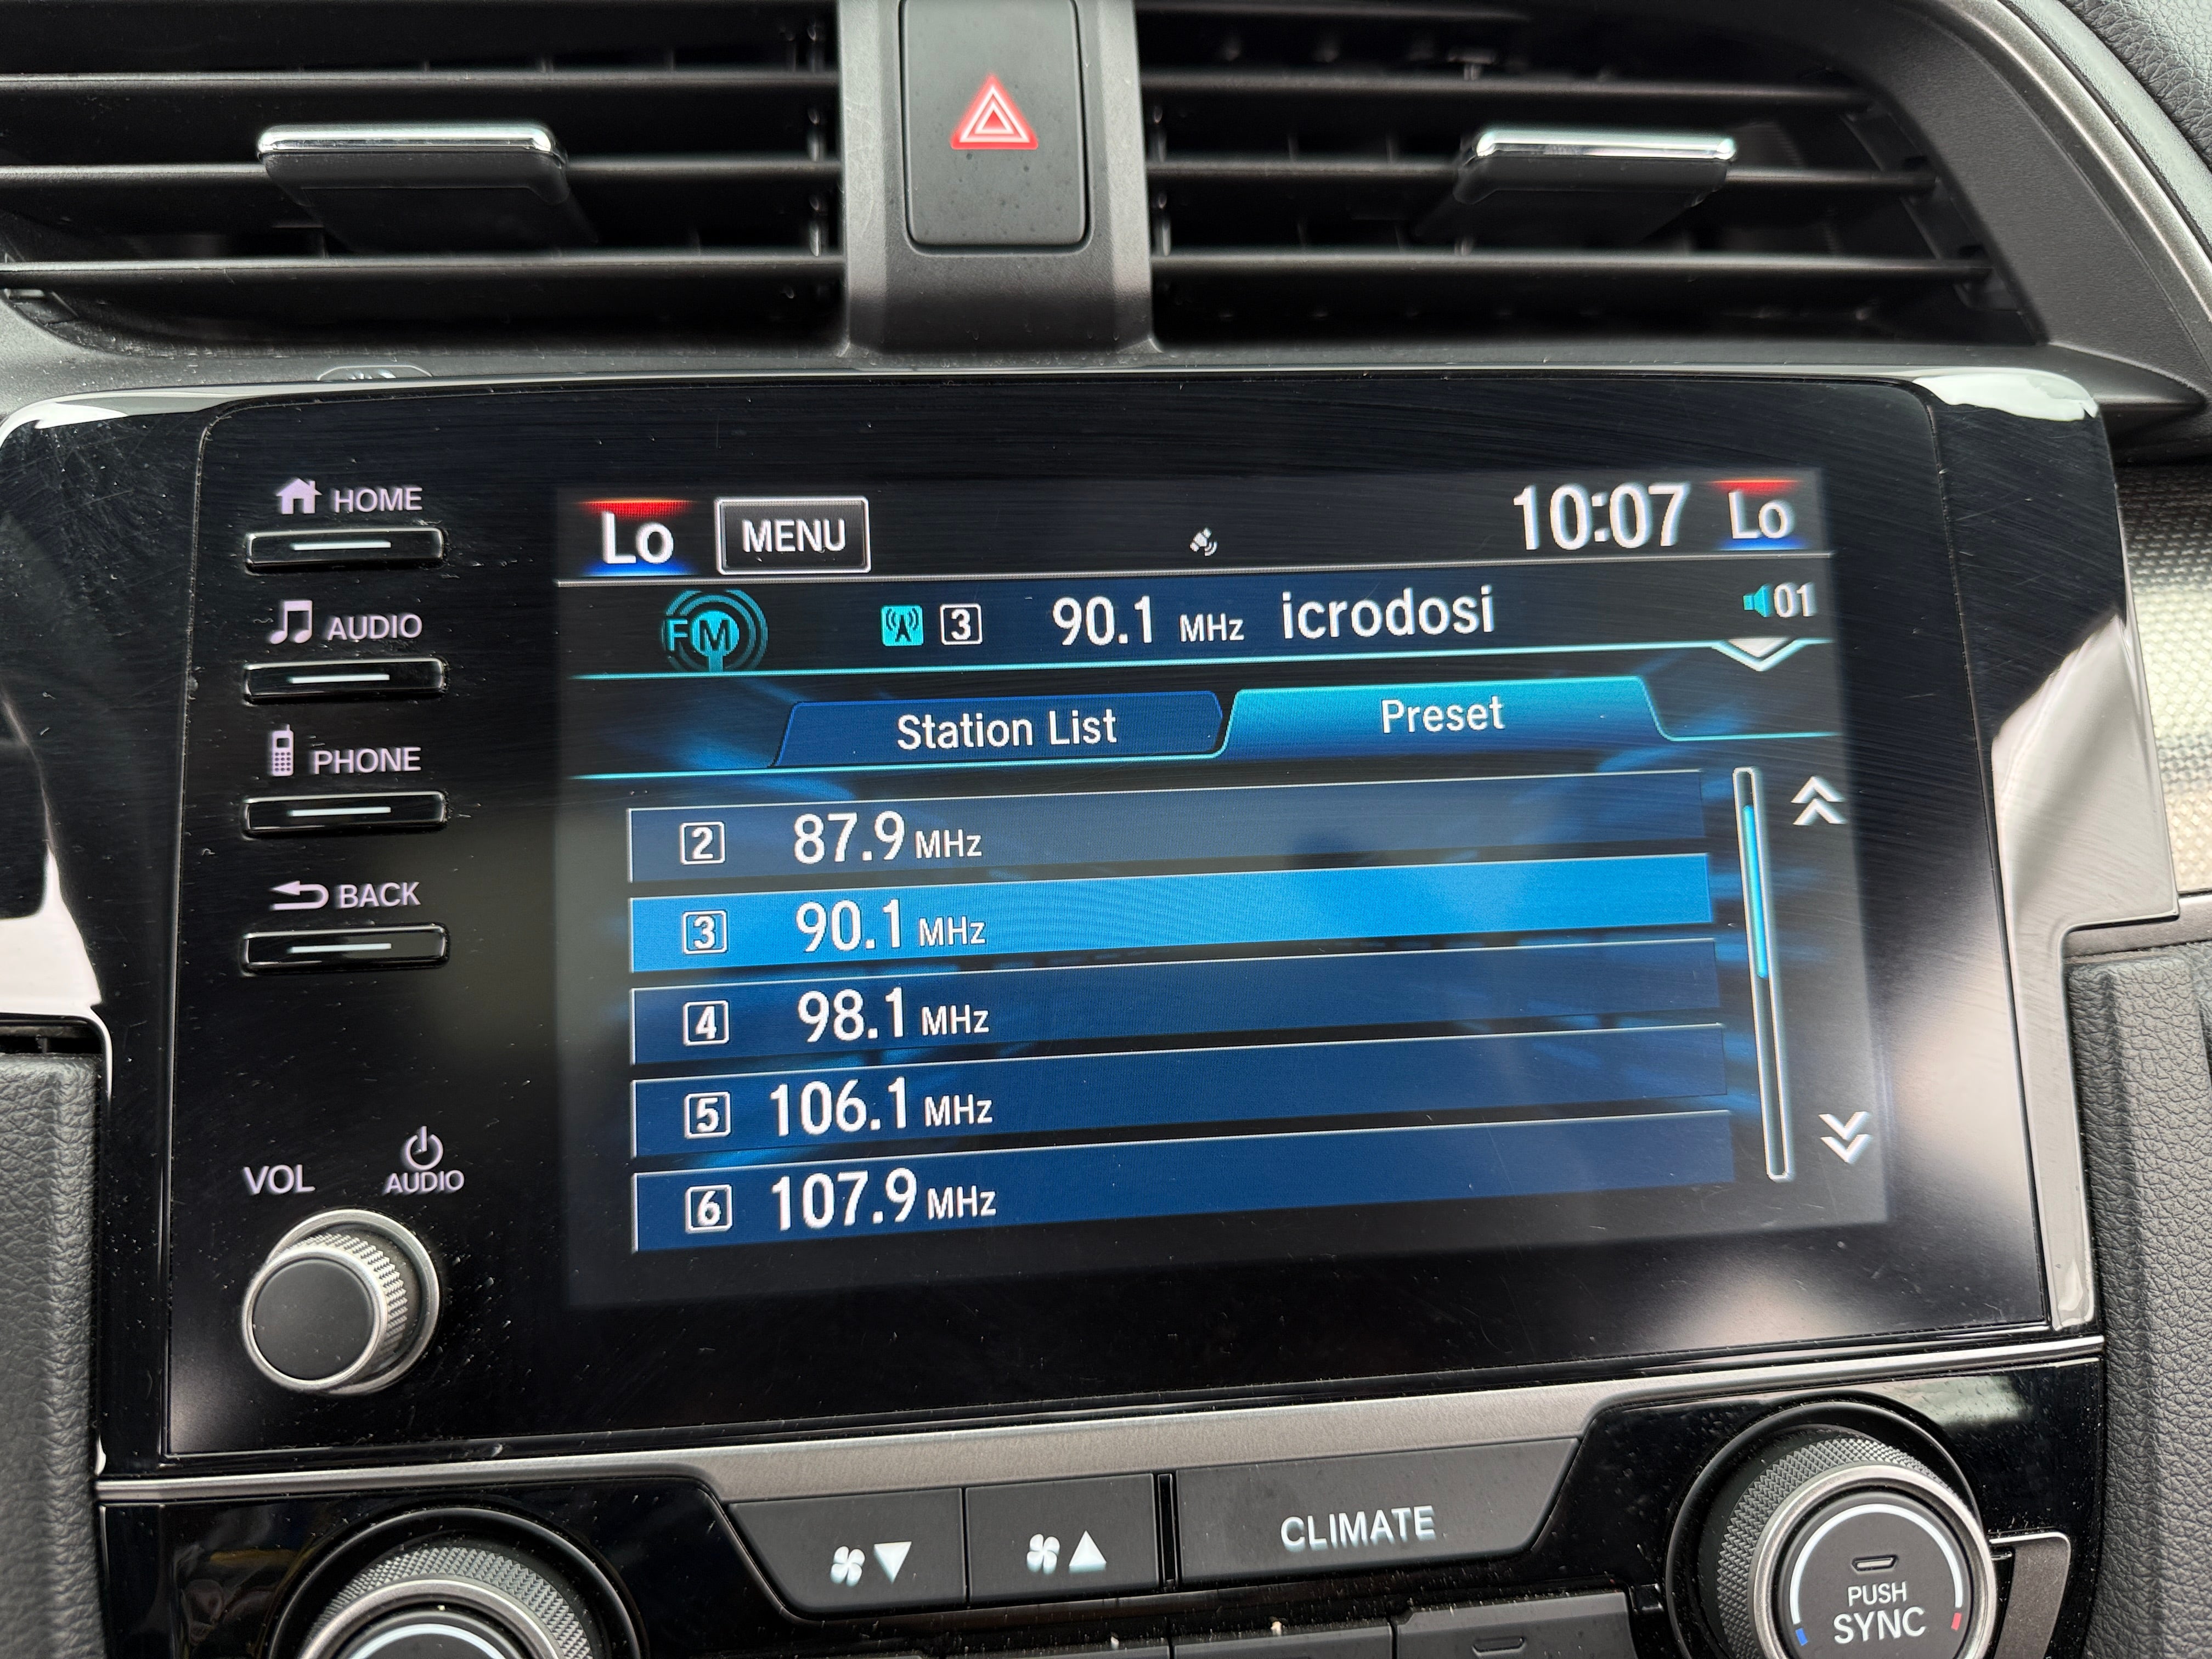 HOME
AUDIO
PHONE
BACK
VOL
AUDIO
Lo MENU 10:07 Lo
FM 3 90.1 MHz icrodosi 01
Station List Preset
2 87.9 MHz
3 90.1 MHz
4 98.1 MHz
5 106.1 MHz
6 107.9 MHz
CLIMATE
PUSH
SYNC